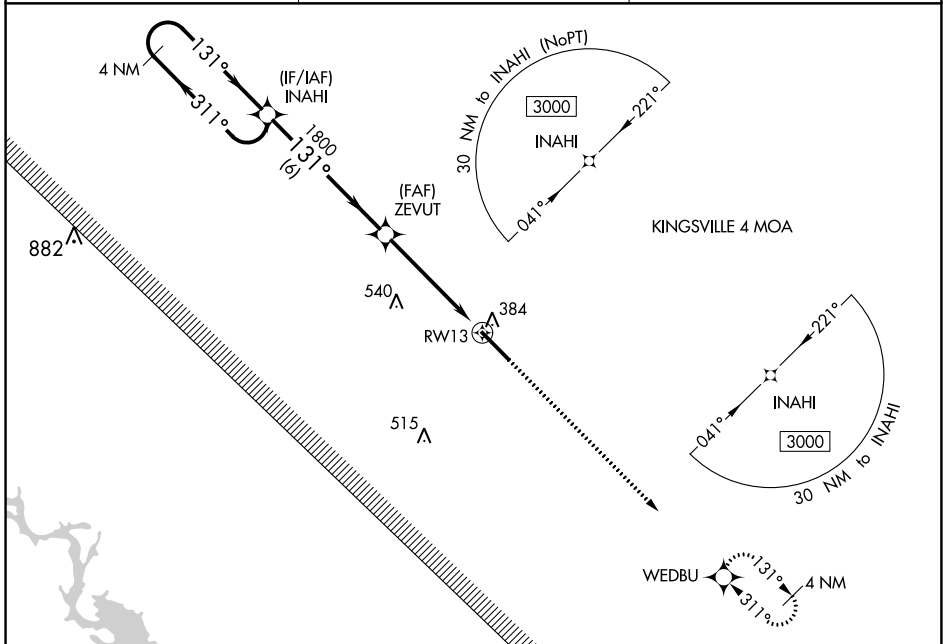 4 NM
131°
311°
(IF/IAF)
INAHI
1800
131°
(6)
(FAF)
ZEVUT
30 NM to INAHI (NoPT)
3000
INAHI
221°
041°
KINGSVILLE 4 MOA
882
540
384
RW13
515
221°
041°
INAHI
3000
30 NM to INAHI
WEDBU
131°
311°
4 NM